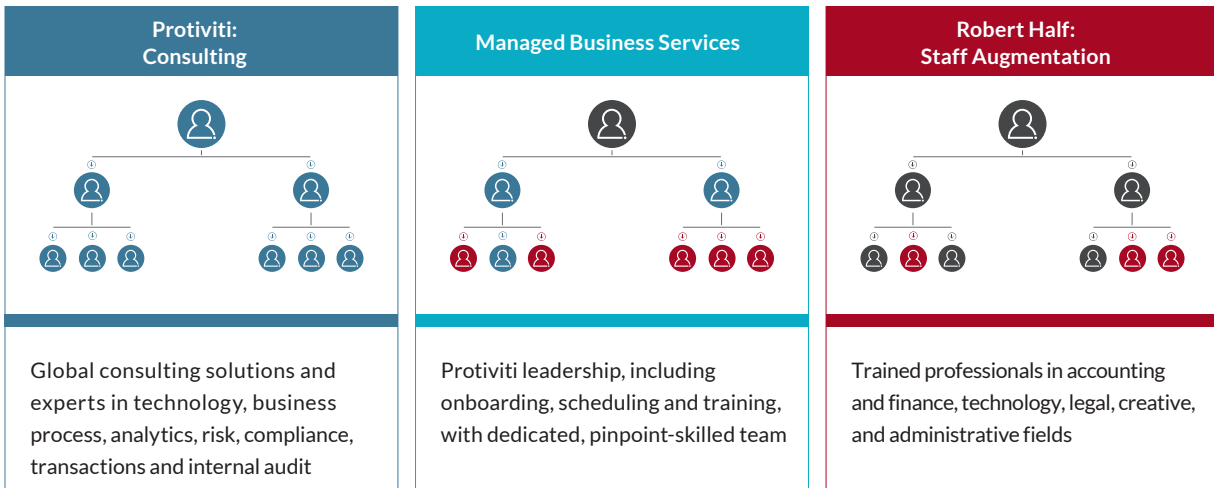 Protiviti:
Consulting
Global consulting solutions and
experts in technology, business
process, analytics, risk, compliance,
transactions and internal audit
Managed Business Services
Protiviti leadership, including
onboarding, scheduling and training,
with dedicated, pinpoint-skilled team
Robert Half:
Staff Augmentation
Trained professionals in accounting
and finance, technology, legal, creative,
and administrative fields